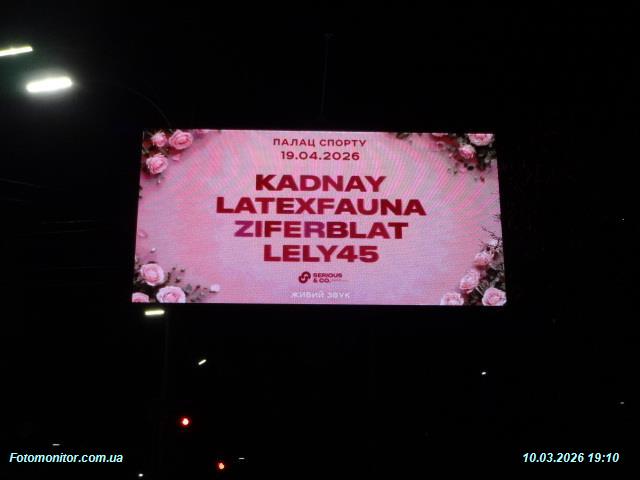 ПАЛАЦ СПОРТУ
19.04.2026
KADNAY
LATEXFAUNA
ZIFERBLAT
LELY45
SERIOUS
& CO.
ЖИВИЙ ЗВУК
Fotomonitor.com.ua
10.03.2026 19:10